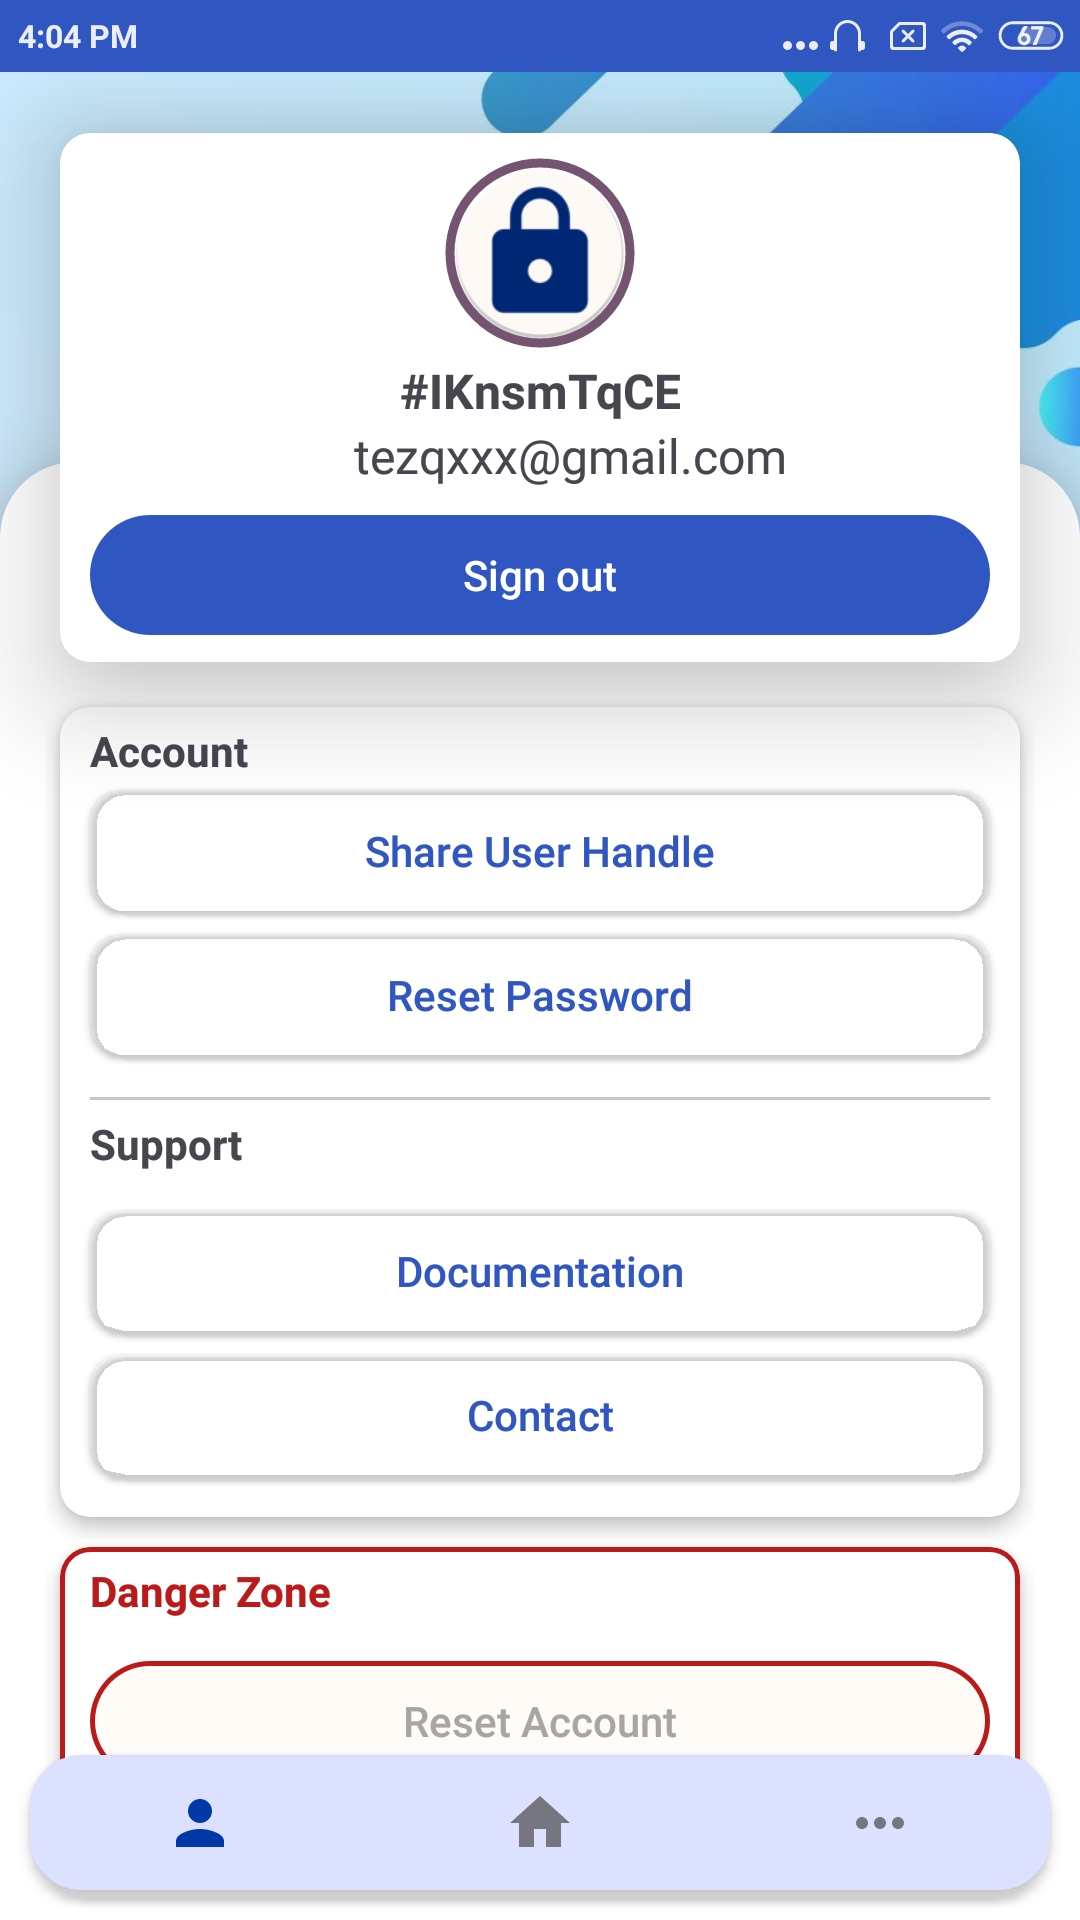 4:04 PM
67
#IKnsmTqCE
tezqxxx@gmail.com
Sign out
Account
Share User Handle
Reset Password
Support
Documentation
Contact
Danger Zone
Reset Account